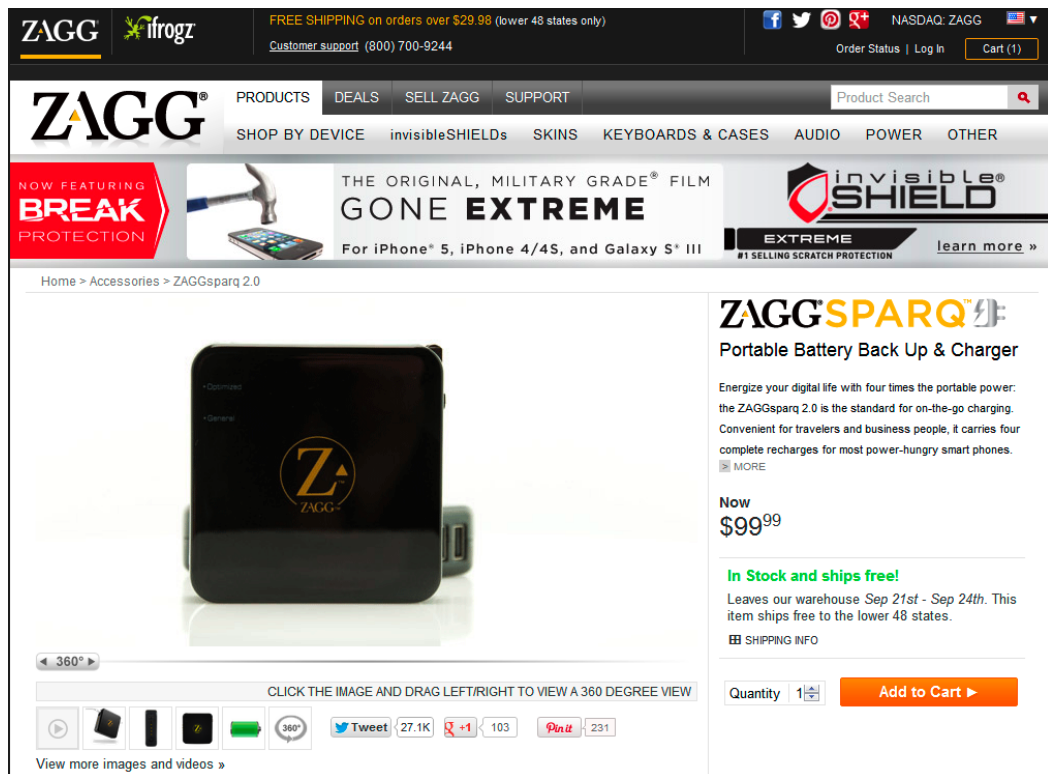 ZAGG ifrogz
FREE SHIPPING on orders over $29.98 (lower 48 states only)
Customer support (800) 700-9244
NASDAQ: ZAGG
Order Status | Log In
Cart (1)
ZAGG®
PRODUCTS DEALS SELL ZAGG SUPPORT
Product Search
SHOP BY DEVICE invisibleSHIELDs SKINS KEYBOARDS & CASES AUDIO POWER OTHER
NOW FEATURING
BREAK
PROTECTION
THE ORIGINAL, MILITARY GRADE® FILM
GONE EXTREME
For iPhone® 5, iPhone 4/4S, and Galaxy S® III
invisible®
SHIELD
EXTREME
#1 SELLING SCRATCH PROTECTION
learn more »
Home > Accessories > ZAGGsparq 2.0
•Optimized
•General
Z™
ZAGG™
ZAGG®SPARQ™
Portable Battery Back Up & Charger
Energize your digital life with four times the portable power:
the ZAGGsparq 2.0 is the standard for on-the-go charging.
Convenient for travelers and business people, it carries four
complete recharges for most power-hungry smart phones.
> MORE
Now
$99.99
In Stock and ships free!
Leaves our warehouse Sep 21st - Sep 24th. This
item ships free to the lower 48 states.
SHIPPING INFO
Quantity 1
Add to Cart ►
◄ 360° ►
CLICK THE IMAGE AND DRAG LEFT/RIGHT TO VIEW A 360 DEGREE VIEW
Z
360°
Tweet 27.1K
g +1 103
Pin it 231
View more images and videos »